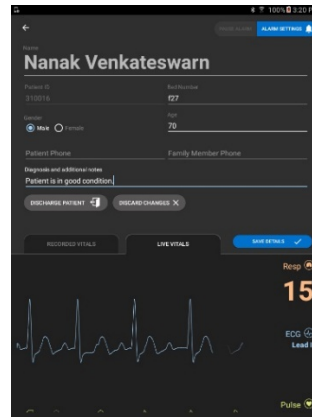 100% 3:20 P
SNOOZE ALARM ALARM SETTINGS
Name
Nanak Venkateswarn
Patient ID Bed Number
310016 f27
Gender Age
Male Female 70
Patient Phone Family Member Phone
Diagnosis and additional notes
Patient is in good condition.
DISCHARGE PATIENT DISCARD CHANGES
RECORDED VITALS LIVE VITALS SAVE DETAILS
Resp
15
ECG
Lead I
Pulse